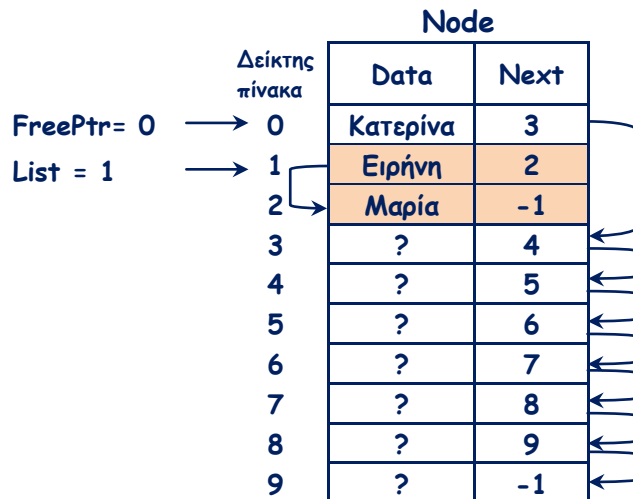 Node
Δείκτης πίνακα Data Next
FreePtr= 0 0 Κατερίνα 3
List = 1 1 Ειρήνη 2
2 Μαρία -1
3 ? 4
4 ? 5
5 ? 6
6 ? 7
7 ? 8
8 ? 9
9 ? -1